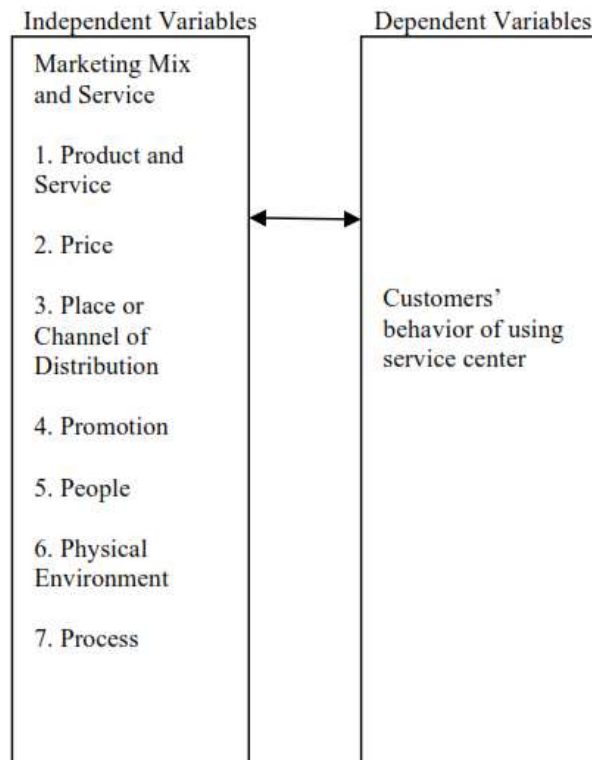 Independent Variables
Marketing Mix
and Service
1. Product and
Service
2. Price
3. Place or
Channel of
Distribution
4. Promotion
5. People
6. Physical
Environment
7. Process
Dependent Variables
Customers’
behavior of using
service center